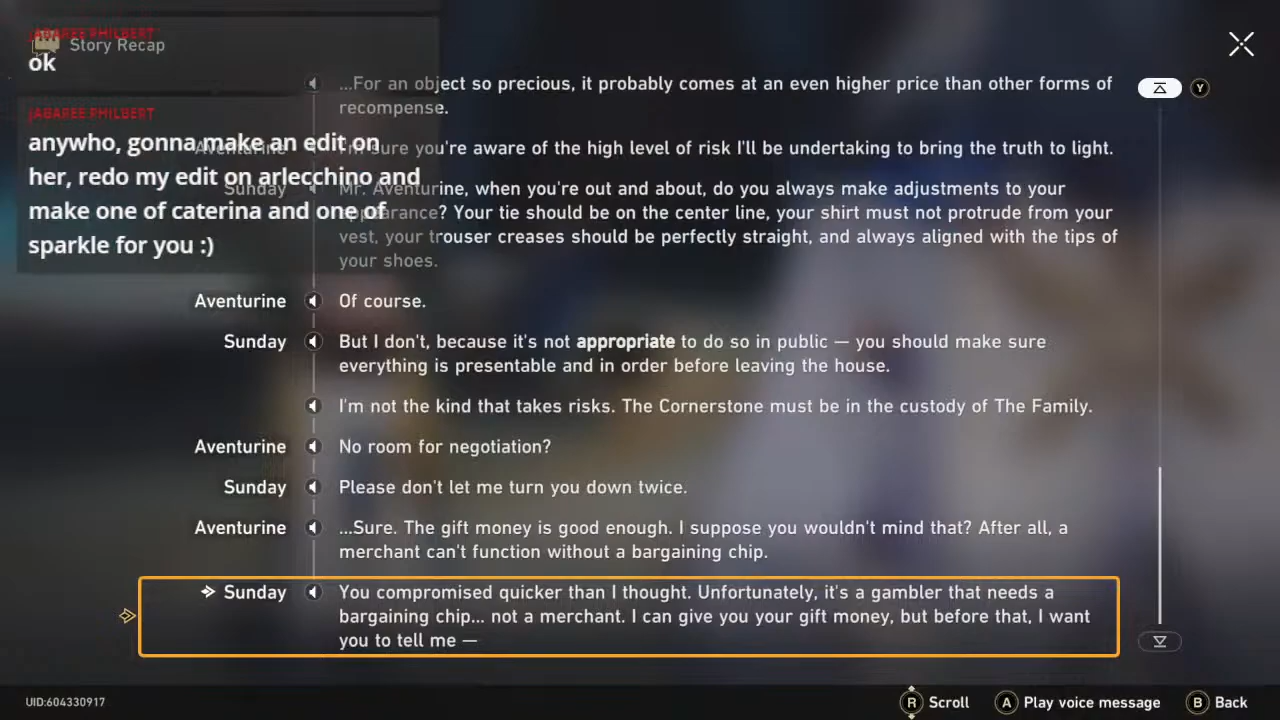 JABAREE PHILBERT
Story Recap
ok
JABAREE PHILBERT
anywho, gonna make an edit on
her, redo my edit on arlecchino and
make one of caterina and one of
sparkle for you :)
...For an object so precious, it probably comes at an even higher price than other forms of
recompense.
Aventurine I'm sure you're aware of the high level of risk I'll be undertaking to bring the truth to light.
Sunday Mr. Aventurine, when you're out and about, do you always make adjustments to your
appearance? Your tie should be on the center line, your shirt must not protrude from your
vest, your trouser creases should be perfectly straight, and always aligned with the tips of
your shoes.
Aventurine Of course.
Sunday But I don't, because it's not appropriate to do so in public — you should make sure
everything is presentable and in order before leaving the house.
I'm not the kind that takes risks. The Cornerstone must be in the custody of The Family.
Aventurine No room for negotiation?
Sunday Please don't let me turn you down twice.
Aventurine ...Sure. The gift money is good enough. I suppose you wouldn't mind that? After all, a
merchant can't function without a bargaining chip.
Sunday You compromised quicker than I thought. Unfortunately, it's a gambler that needs a
bargaining chip... not a merchant. I can give you your gift money, but before that, I want
you to tell me —
Y
UID:604330917
R Scroll A Play voice message B Back